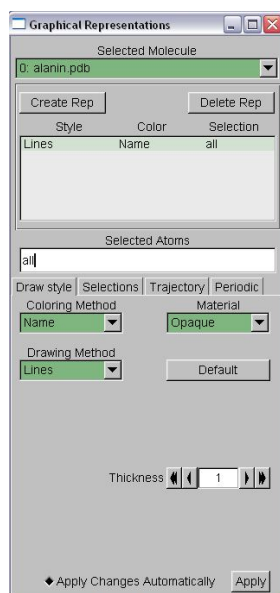 Graphical Representations
Selected Molecule
0: alanin.pdb
Create Rep Delete Rep
Style Color Selection
Lines Name all
Selected Atoms
all
Draw style Selections Trajectory Periodic
Coloring Method Material
Name Opaque
Drawing Method
Lines Default
Thickness 1
Apply Changes Automatically Apply